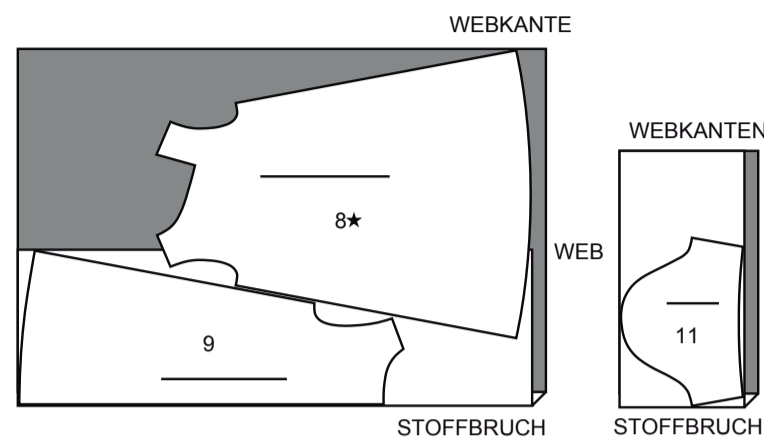 WEBKANTE
WEBKANTEN
8★
WEB
9
11
STOFFBRUCH
STOFFBRUCH